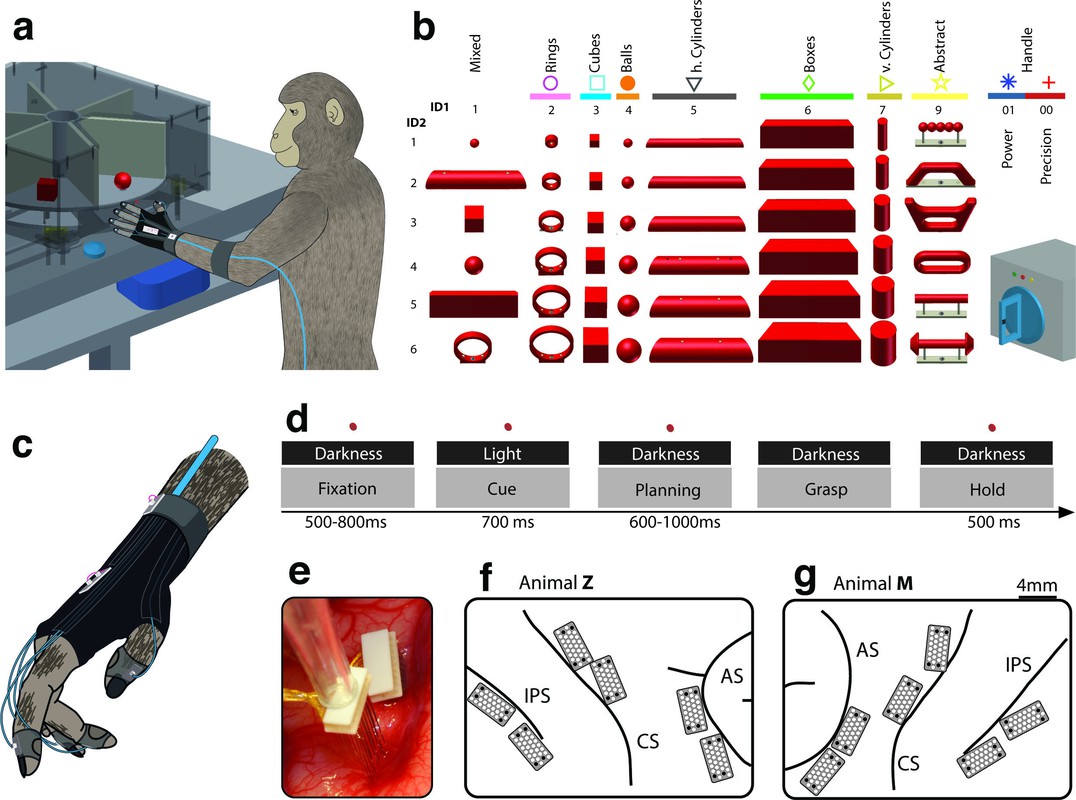 a
b
Mixed
Rings
Cubes
Balls
h. Cylinders
Boxes
v. Cylinders
Abstract
Handle
ID1
1
2
3
4
5
6
7
9
01
00
ID2
1
2
3
4
5
6
Power
Precision
c
d
Darkness
Light
Darkness
Darkness
Darkness
Fixation
Cue
Planning
Grasp
Hold
500-800ms
700 ms
600-1000ms
500 ms
e
f
Animal Z
IPS
CS
AS
g
Animal M
4mm
AS
CS
IPS